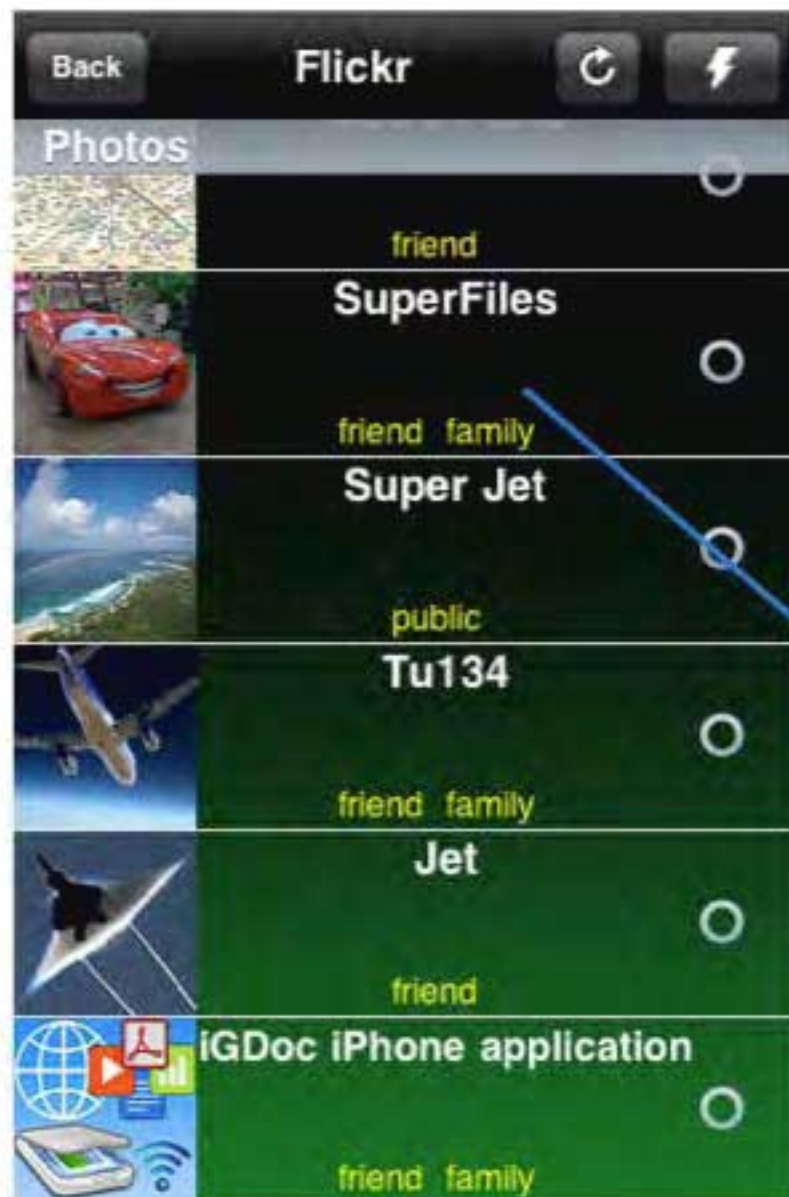 Back
Flickr
Photos
friend
SuperFiles
friend family
Super Jet
public
Tu134
friend family
Jet
friend
iGDoc iPhone application
friend family